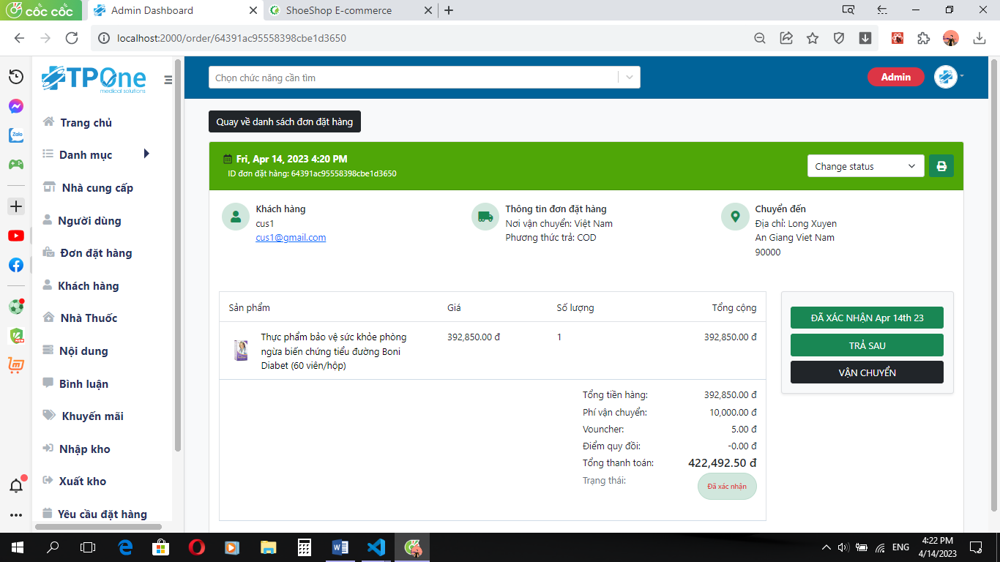 cốc cốc
Admin Dashboard
ShoeShop E-commerce
localhost:2000/order/64391ac95558398cbe1d3650
TPOne
medical solutions
Chọn chức năng cần tìm
Admin
Zalo
NEW
Trang chủ
Danh mục
Nhà cung cấp
Người dùng
Đơn đặt hàng
Khách hàng
Nhà Thuốc
Nội dung
Bình luận
Khuyến mãi
Nhập kho
Xuất kho
Yêu cầu đặt hàng
Quay về danh sách đơn đặt hàng
Fri, Apr 14, 2023 4:20 PM
ID đơn đặt hàng: 64391ac95558398cbe1d3650
Change status
Khách hàng
cus1
cus1@gmail.com
Thông tin đơn đặt hàng
Nơi vận chuyển: Việt Nam
Phương thức trả: COD
Chuyển đến
Địa chỉ: Long Xuyen
An Giang Viet Nam
90000
Sản phẩm Giá Số lượng Tổng cộng
Thực phẩm bảo vệ sức khỏe phòng
ngừa biến chứng tiểu đường Boni
Diabet (60 viên/hộp)
392,850.00 đ 1 392,850.00 đ
Tổng tiền hàng: 392,850.00 đ
Phí vận chuyển: 10,000.00 đ
Vouncher: 5.00 đ
Điểm quy đồi: -0.00 đ
Tổng thanh toán: 422,492.50 đ
Trạng thái: Đã xác nhận
ĐÃ XÁC NHẬN Apr 14th 23
TRẢ SAU
VẬN CHUYỂN
ENG
4:22 PM
4/14/2023